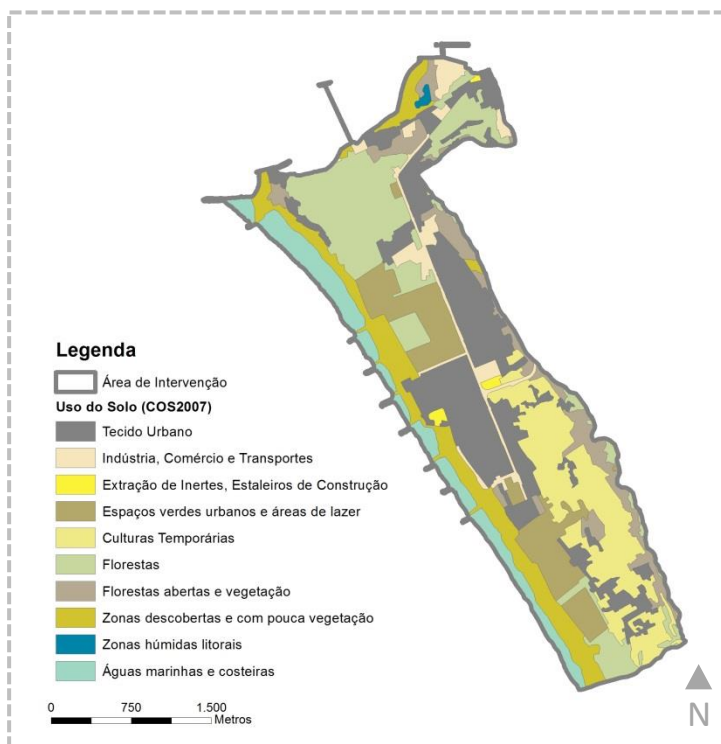 Legenda
Área de Intervenção
Uso do Solo (COS2007)
Tecido Urbano
Indústria, Comércio e Transportes
Extração de Inertes, Estaleiros de Construção
Espaços verdes urbanos e áreas de lazer
Culturas Temporárias
Florestas
Florestas abertas e vegetação
Zonas descobertas e com pouca vegetação
Zonas húmidas litorais
Águas marinhas e costeiras
0 750 1.500
Metros
N